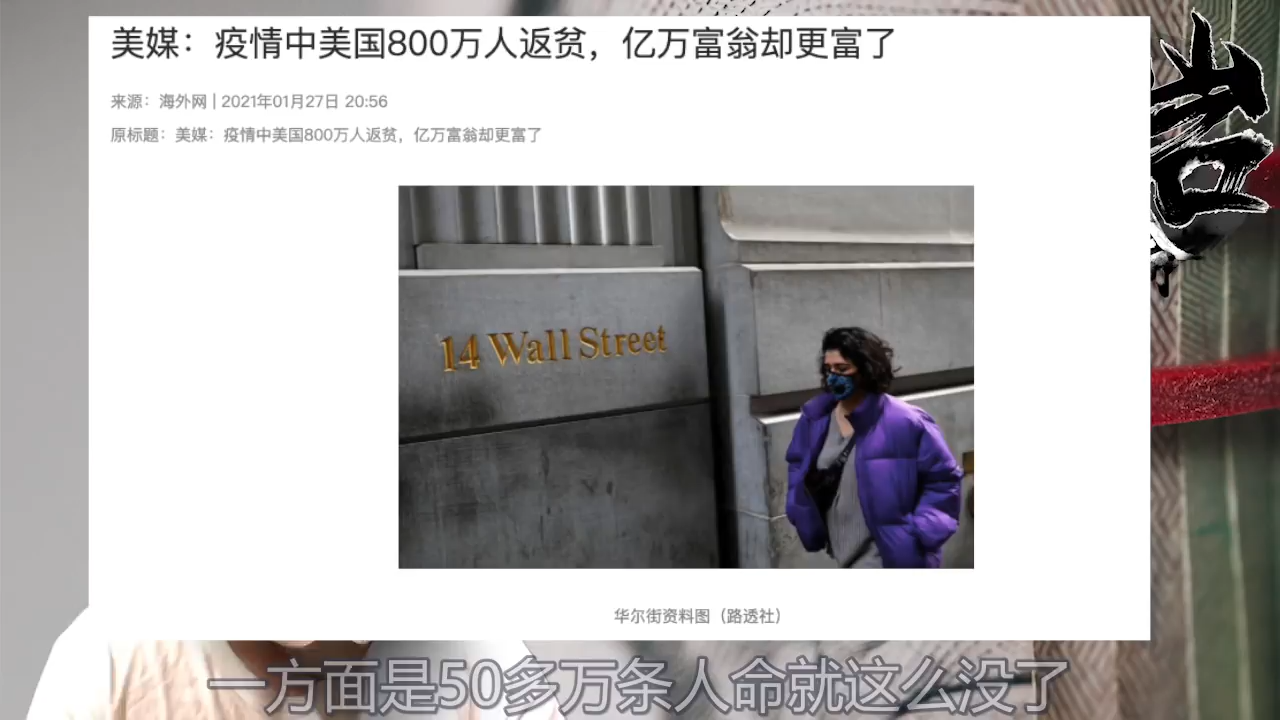 美媒：疫情中美国800万人返贫，亿万富翁却更富了
来源：海外网 | 2021年01月27日 20:56
原标题：美媒：疫情中美国800万人返贫，亿万富翁却更富了
14 Wall Street
华尔街资料图（路透社）
一方面是50多万条人命就这么没了